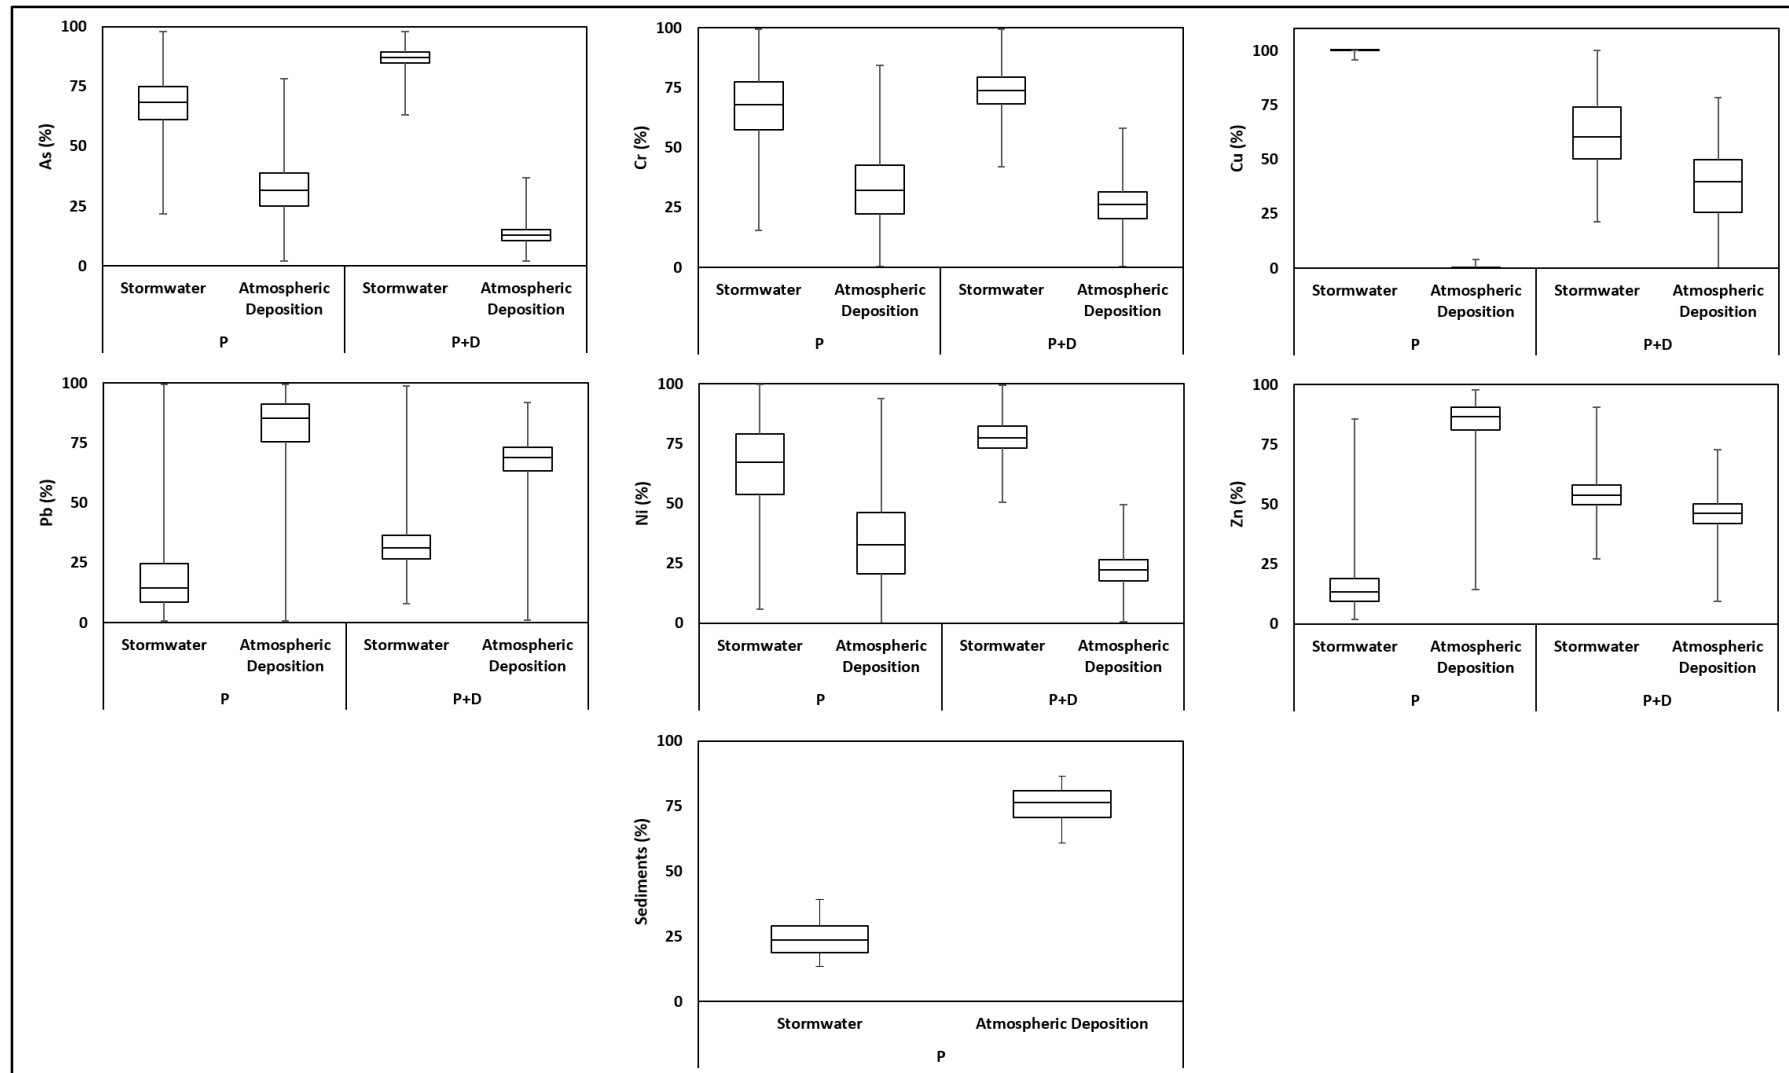 As (%)
100
75
50
25
0
Stormwater
Atmospheric
Deposition
Stormwater
Atmospheric
Deposition
P
P+D
Cr (%)
100
75
50
25
0
Stormwater
Atmospheric
Deposition
Stormwater
Atmospheric
Deposition
P
P+D
Cu (%)
100
75
50
25
0
Stormwater
Atmospheric
Deposition
Stormwater
Atmospheric
Deposition
P
P+D
Pb (%)
100
75
50
25
0
Stormwater
Atmospheric
Deposition
Stormwater
Atmospheric
Deposition
P
P+D
Ni (%)
100
75
50
25
0
Stormwater
Atmospheric
Deposition
Stormwater
Atmospheric
Deposition
P
P+D
Zn (%)
100
75
50
25
0
Stormwater
Atmospheric
Deposition
Stormwater
Atmospheric
Deposition
P
P+D
Sediments (%)
100
75
50
25
0
Stormwater
Atmospheric Deposition
P